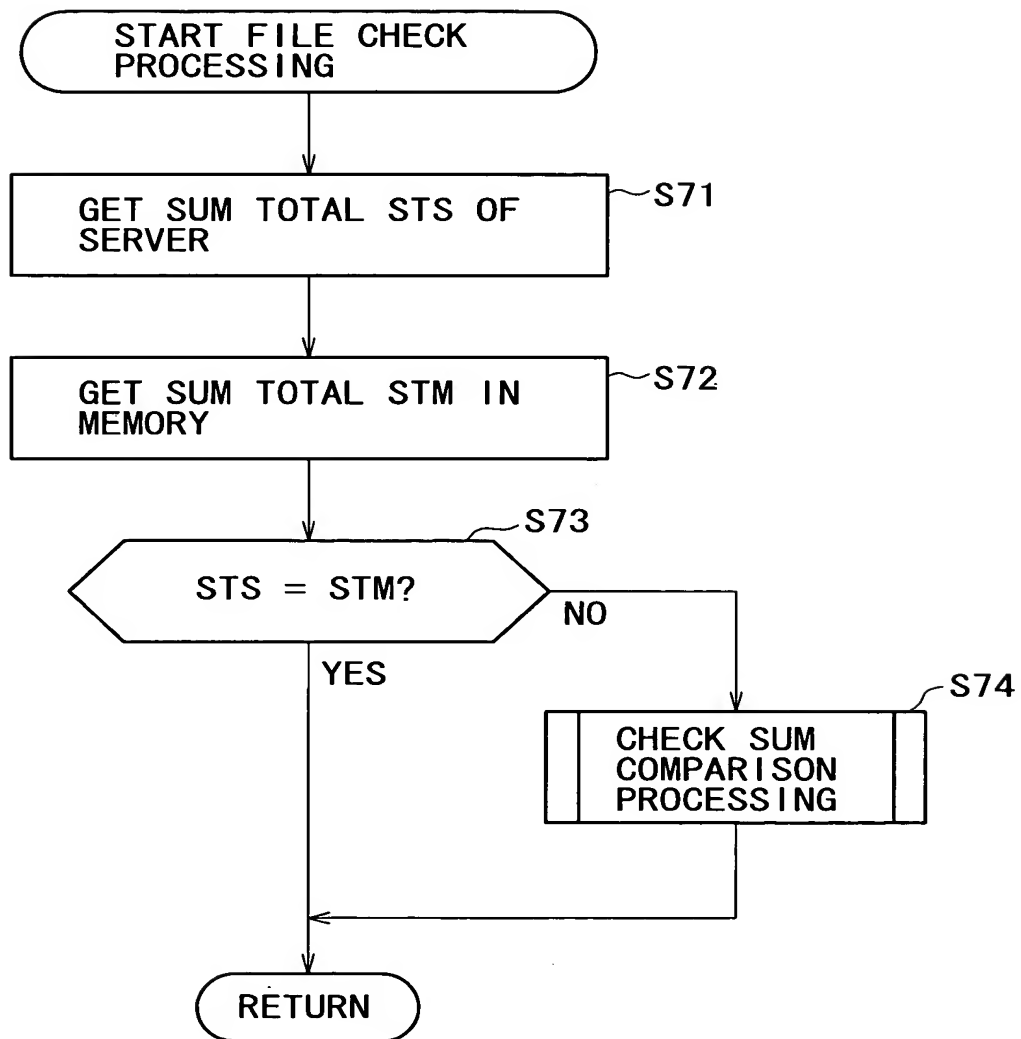 START FILE CHECK
PROCESSING
GET SUM TOTAL STS OF
SERVER
S71
GET SUM TOTAL STM IN
MEMORY
S72
S73
STS = STM?
NO
YES
S74
CHECK SUM
COMPARISON
PROCESSING
RETURN